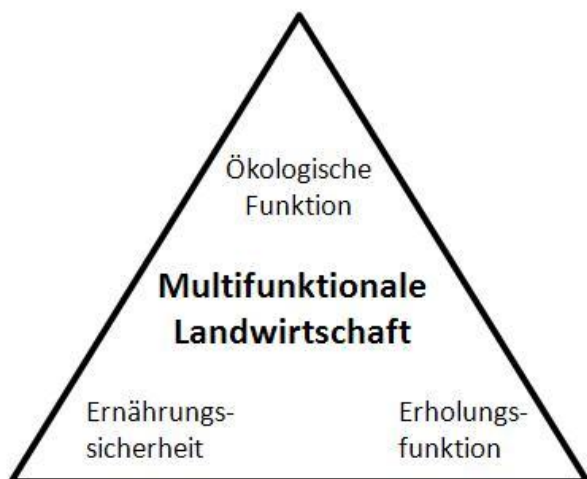 Ökologische
Funktion
Multifunktionale
Landwirtschaft
Ernährungs-
sicherheit
Erholungs-
funktion